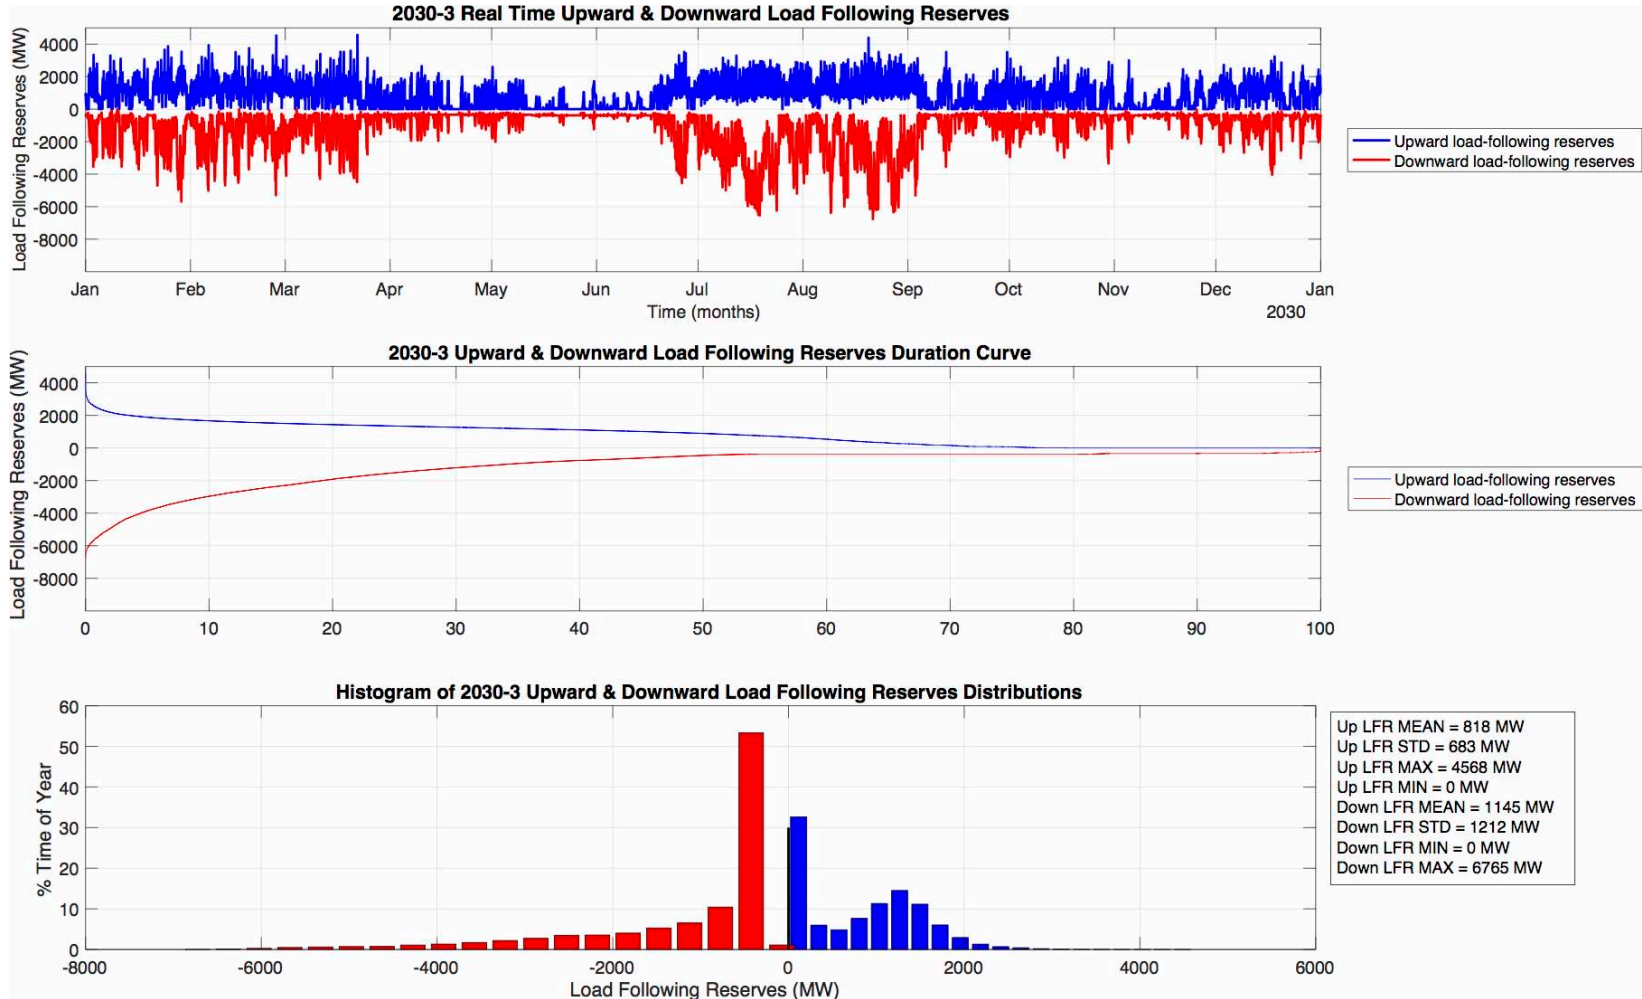 2030-3 Real Time Upward & Downward Load Following Reserves
Load Following Reserves (MW)
4000
2000
0
-2000
-4000
-6000
-8000
Jan Feb Mar Apr May Jun Jul Aug Sep Oct Nov Dec Jan
Time (months)
2030
Upward load-following reserves
Downward load-following reserves
2030-3 Upward & Downward Load Following Reserves Duration Curve
Load Following Reserves (MW)
4000
2000
0
-2000
-4000
-6000
-8000
0 10 20 30 40 50 60 70 80 90 100
Upward load-following reserves
Downward load-following reserves
Histogram of 2030-3 Upward & Downward Load Following Reserves Distributions
% Time of Year
60
50
40
30
20
10
0
-8000 -6000 -4000 -2000 0 2000 4000 6000
Load Following Reserves (MW)
Up LFR MEAN = 818 MW
Up LFR STD = 683 MW
Up LFR MAX = 4568 MW
Up LFR MIN = 0 MW
Down LFR MEAN = 1145 MW
Down LFR STD = 1212 MW
Down LFR MIN = 0 MW
Down LFR MAX = 6765 MW